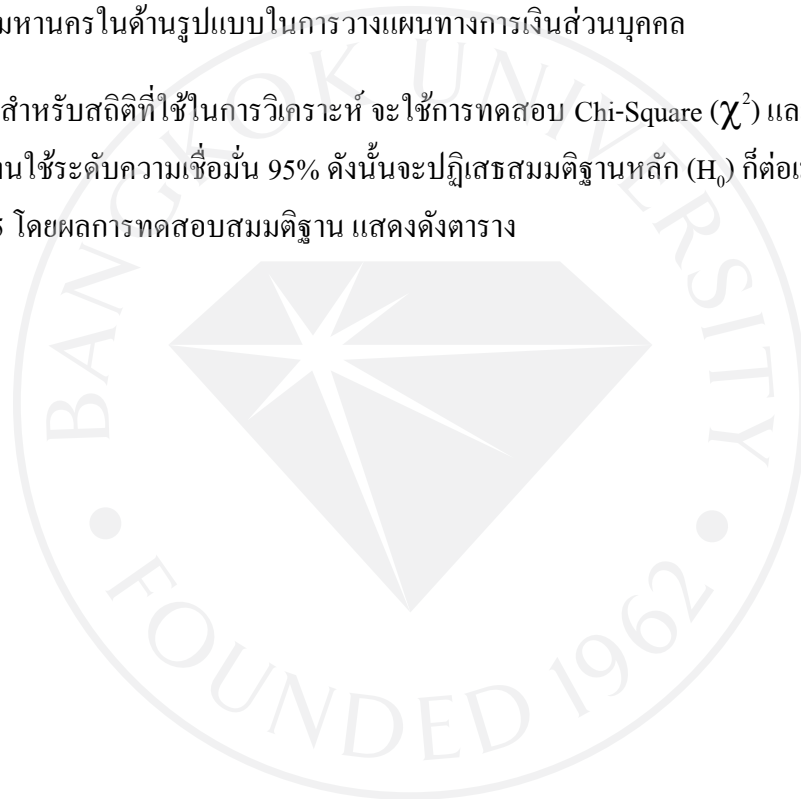 มหานครในด้านรูปแบบในการวางแผนทางการเงินส่วนบุคคล
สำหรับสถิติที่ใช้ในการวิเคราะห์ จะใช้การทดสอบ Chi-Square (χ²) แล
านใช้ระดับความเชื่อมั่น 95% ดังนั้นจะปฏิเสธสมมติฐานหลัก (H₀) ก็ต่อเ
5 โดยผลการทดสอบสมมติฐาน แสดงดังตาราง
BANGKOK UNIVERSITY
• FOUNDED 1962 •